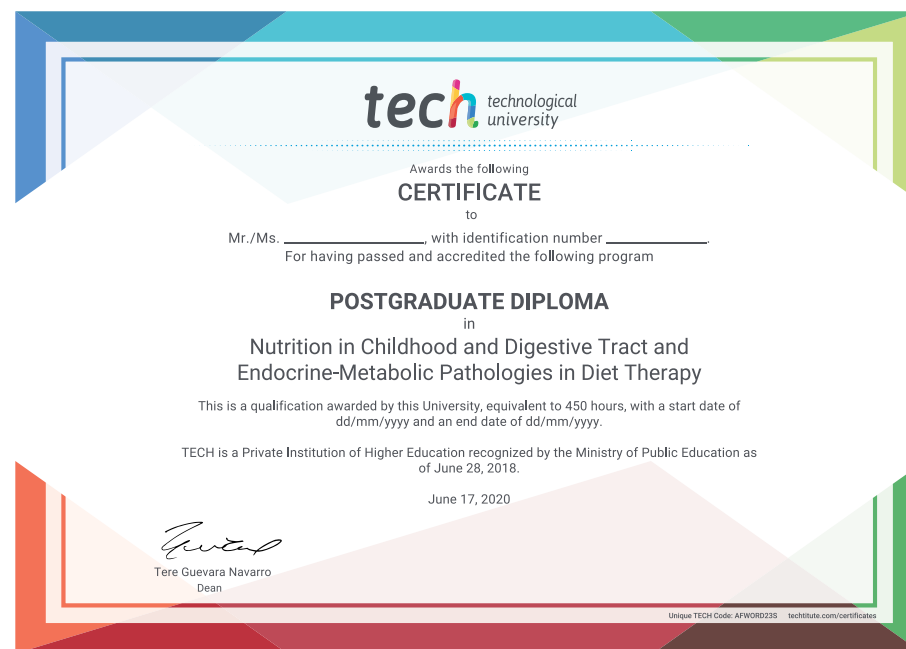 tech technological
university
Awards the following
CERTIFICATE
to
Mr./Ms. ________________, with identification number ____________.
For having passed and accredited the following program
POSTGRADUATE DIPLOMA
in
Nutrition in Childhood and Digestive Tract and
Endocrine-Metabolic Pathologies in Diet Therapy
This is a qualification awarded by this University, equivalent to 450 hours, with a start date of
dd/mm/yyyy and an end date of dd/mm/yyyy.
TECH is a Private Institution of Higher Education recognized by the Ministry of Public Education as
of June 28, 2018.
June 17, 2020
Tere Guevara Navarro
Dean
Unique TECH Code: AFWORD23S techtitute.com/certificates